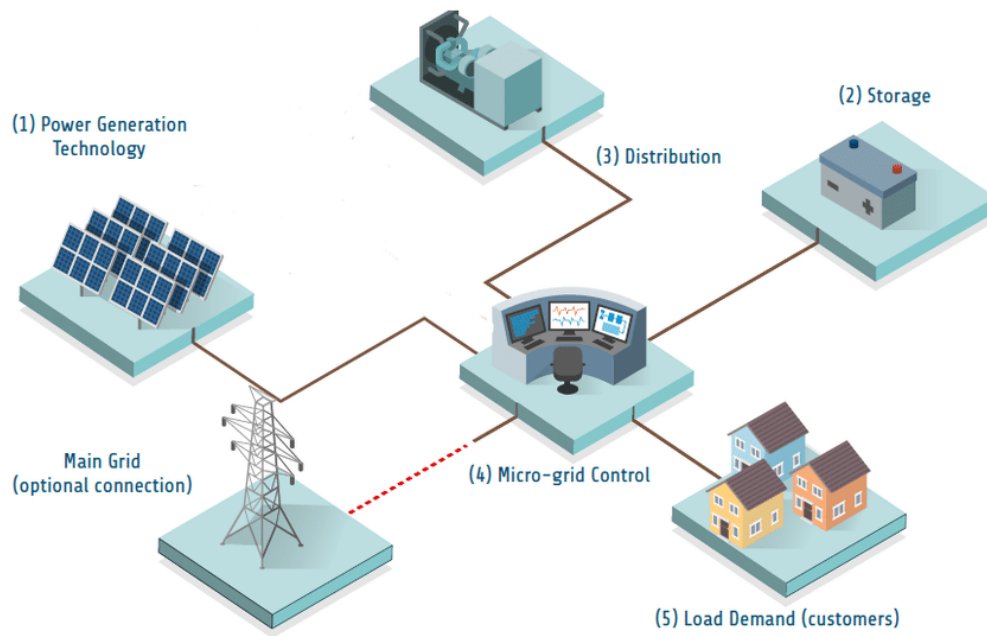 (1) Power Generation
Technology
(2) Storage
(3) Distribution
Main Grid
(optional connection)
(4) Micro-grid Control
(5) Load Demand (customers)